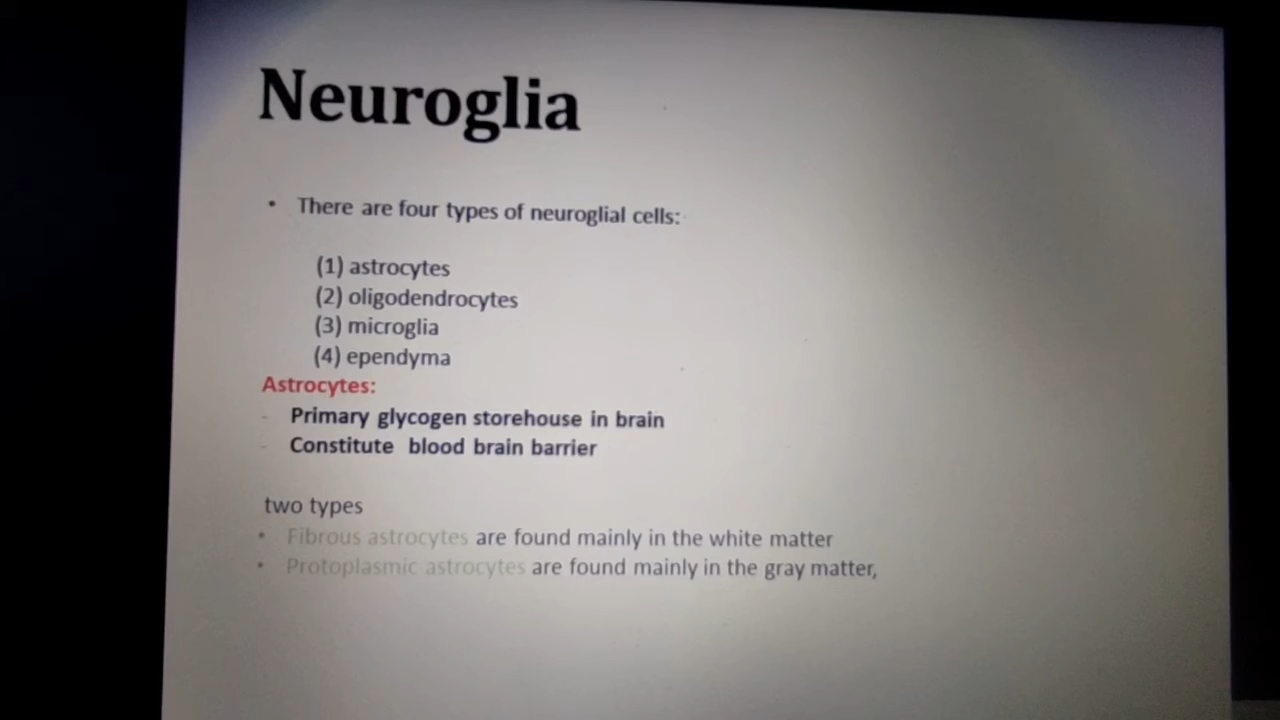 Neuroglia
• There are four types of neuroglial cells:
(1) astrocytes
(2) oligodendrocytes
(3) microglia
(4) ependyma
Astrocytes:
- Primary glycogen storehouse in brain
- Constitute blood brain barrier
two types
• Fibrous astrocytes are found mainly in the white matter
• Protoplasmic astrocytes are found mainly in the gray matter,